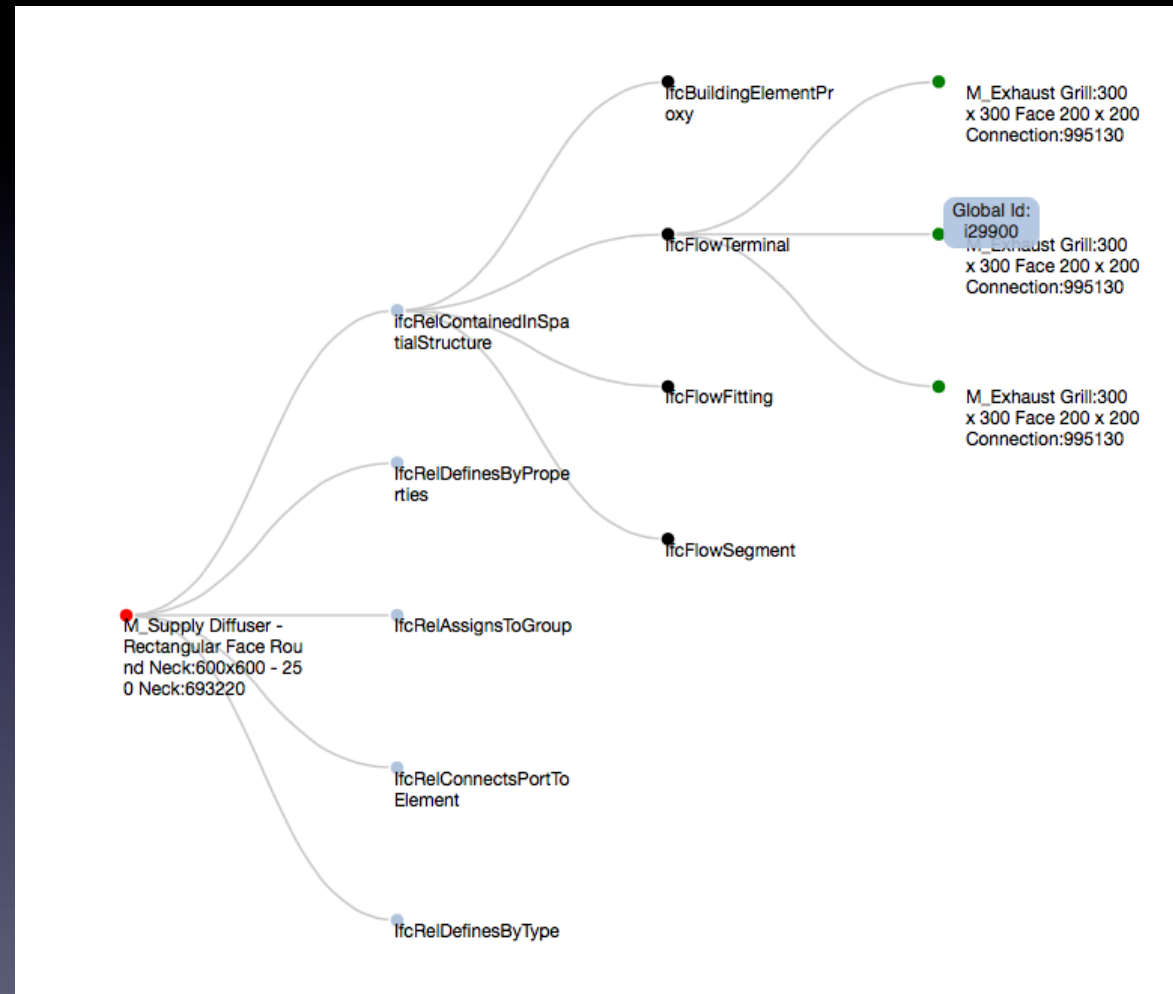 IfcBuildingElementPr
oxy
M_Exhaust Grill:300
x 300 Face 200 x 200
Connection:995130
Global Id:
i29900
IfcFlowTerminal
M_Exhaust Grill:300
x 300 Face 200 x 200
Connection:995130
ifcRelContainedInSpa
tialStructure
IfcFlowFitting
M_Exhaust Grill:300
x 300 Face 200 x 200
Connection:995130
IfcRelDefinesByPrope
rties
IfcFlowSegment
M_Supply Diffuser -
Rectangular Face Rou
nd Neck:600x600 - 25
0 Neck:693220
IfcRelAssignsToGroup
IfcRelConnectsPortTo
Element
IfcRelDefinesByType